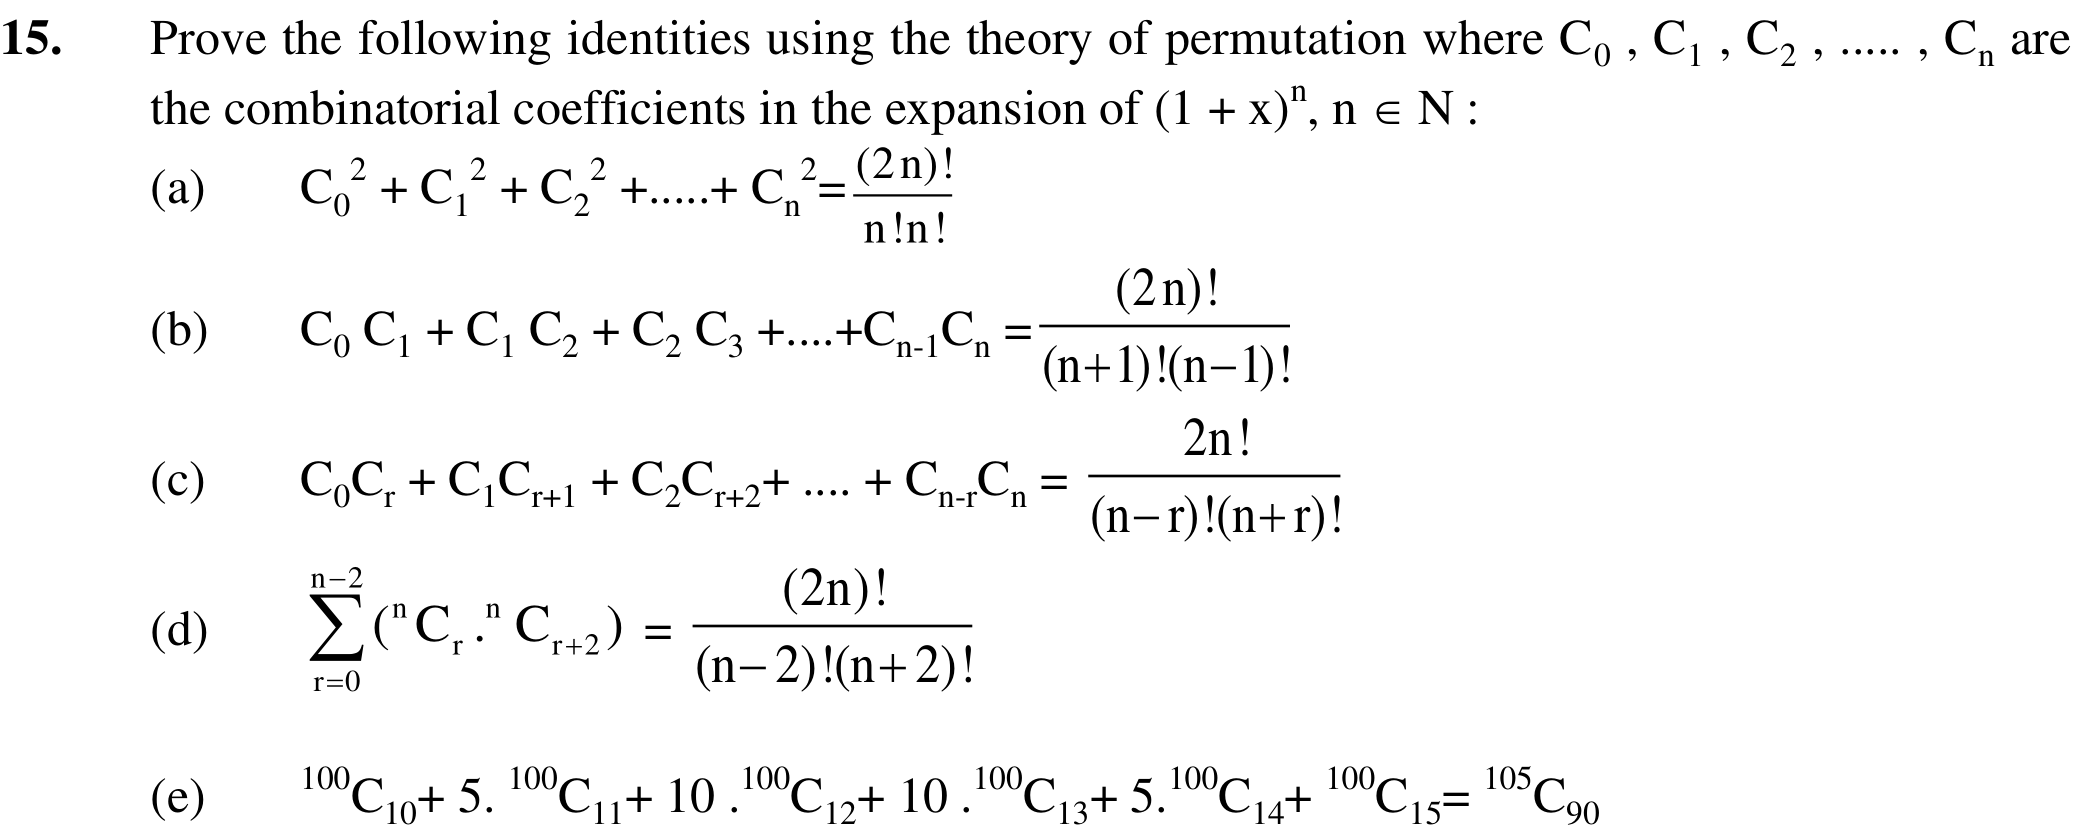 15. Prove the following identities using the theory of permutation where C₀ , C₁ , C₂ , ..... , Cₙ are
the combinatorial coefficients in the expansion of (1 + x)ⁿ, n ∈ N :
(a) C₀² + C₁² + C₂² +.....+ Cₙ² = (2n)! / n!n!
(b) C₀ C₁ + C₁ C₂ + C₂ C₃ +....+Cₙ₋₁Cₙ = (2n)! / (n+1)!(n−1)!
(c) C₀Cᵣ + C₁Cᵣ₊₁ + C₂Cᵣ₊₂+ .... + Cₙ₋ᵣCₙ = 2n! / (n−r)!(n+r)!
(d) ∑_{r=0}^{n−2} (ⁿCᵣ .ⁿ Cᵣ₊₂) = (2n)! / (n−2)!(n+2)!
(e) ¹⁰⁰C₁₀+ 5. ¹⁰⁰C₁₁+ 10 .¹⁰⁰C₁₂+ 10 .¹⁰⁰C₁₃+ 5.¹⁰⁰C₁₄+ ¹⁰⁰C₁₅= ¹⁰⁵C₉₀